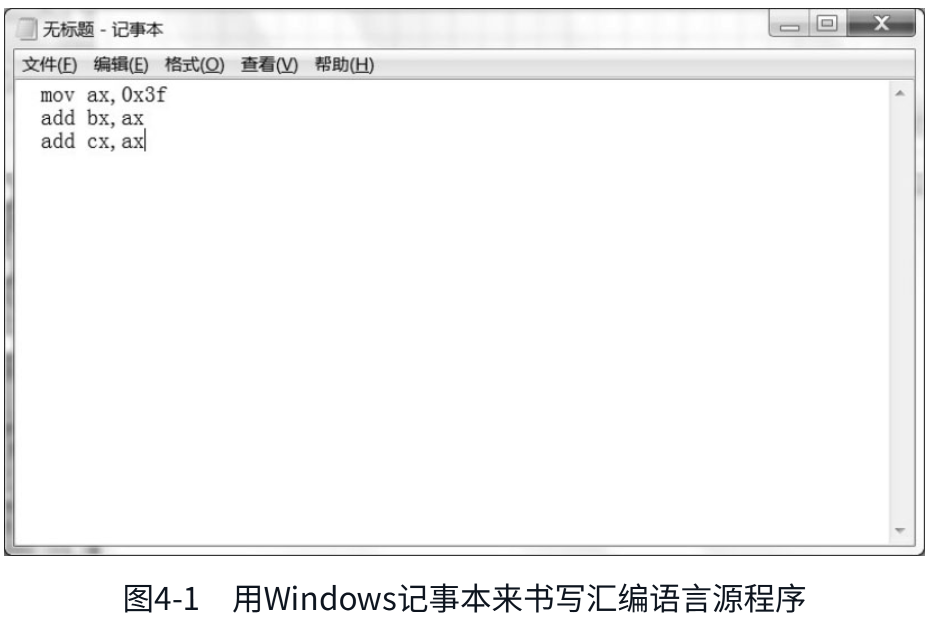 无标题 - 记事本
文件(F) 编辑(E) 格式(O) 查看(V) 帮助(H)
mov ax,0x3f
add bx,ax
add cx,ax
图4-1 用Windows记事本来书写汇编语言源程序